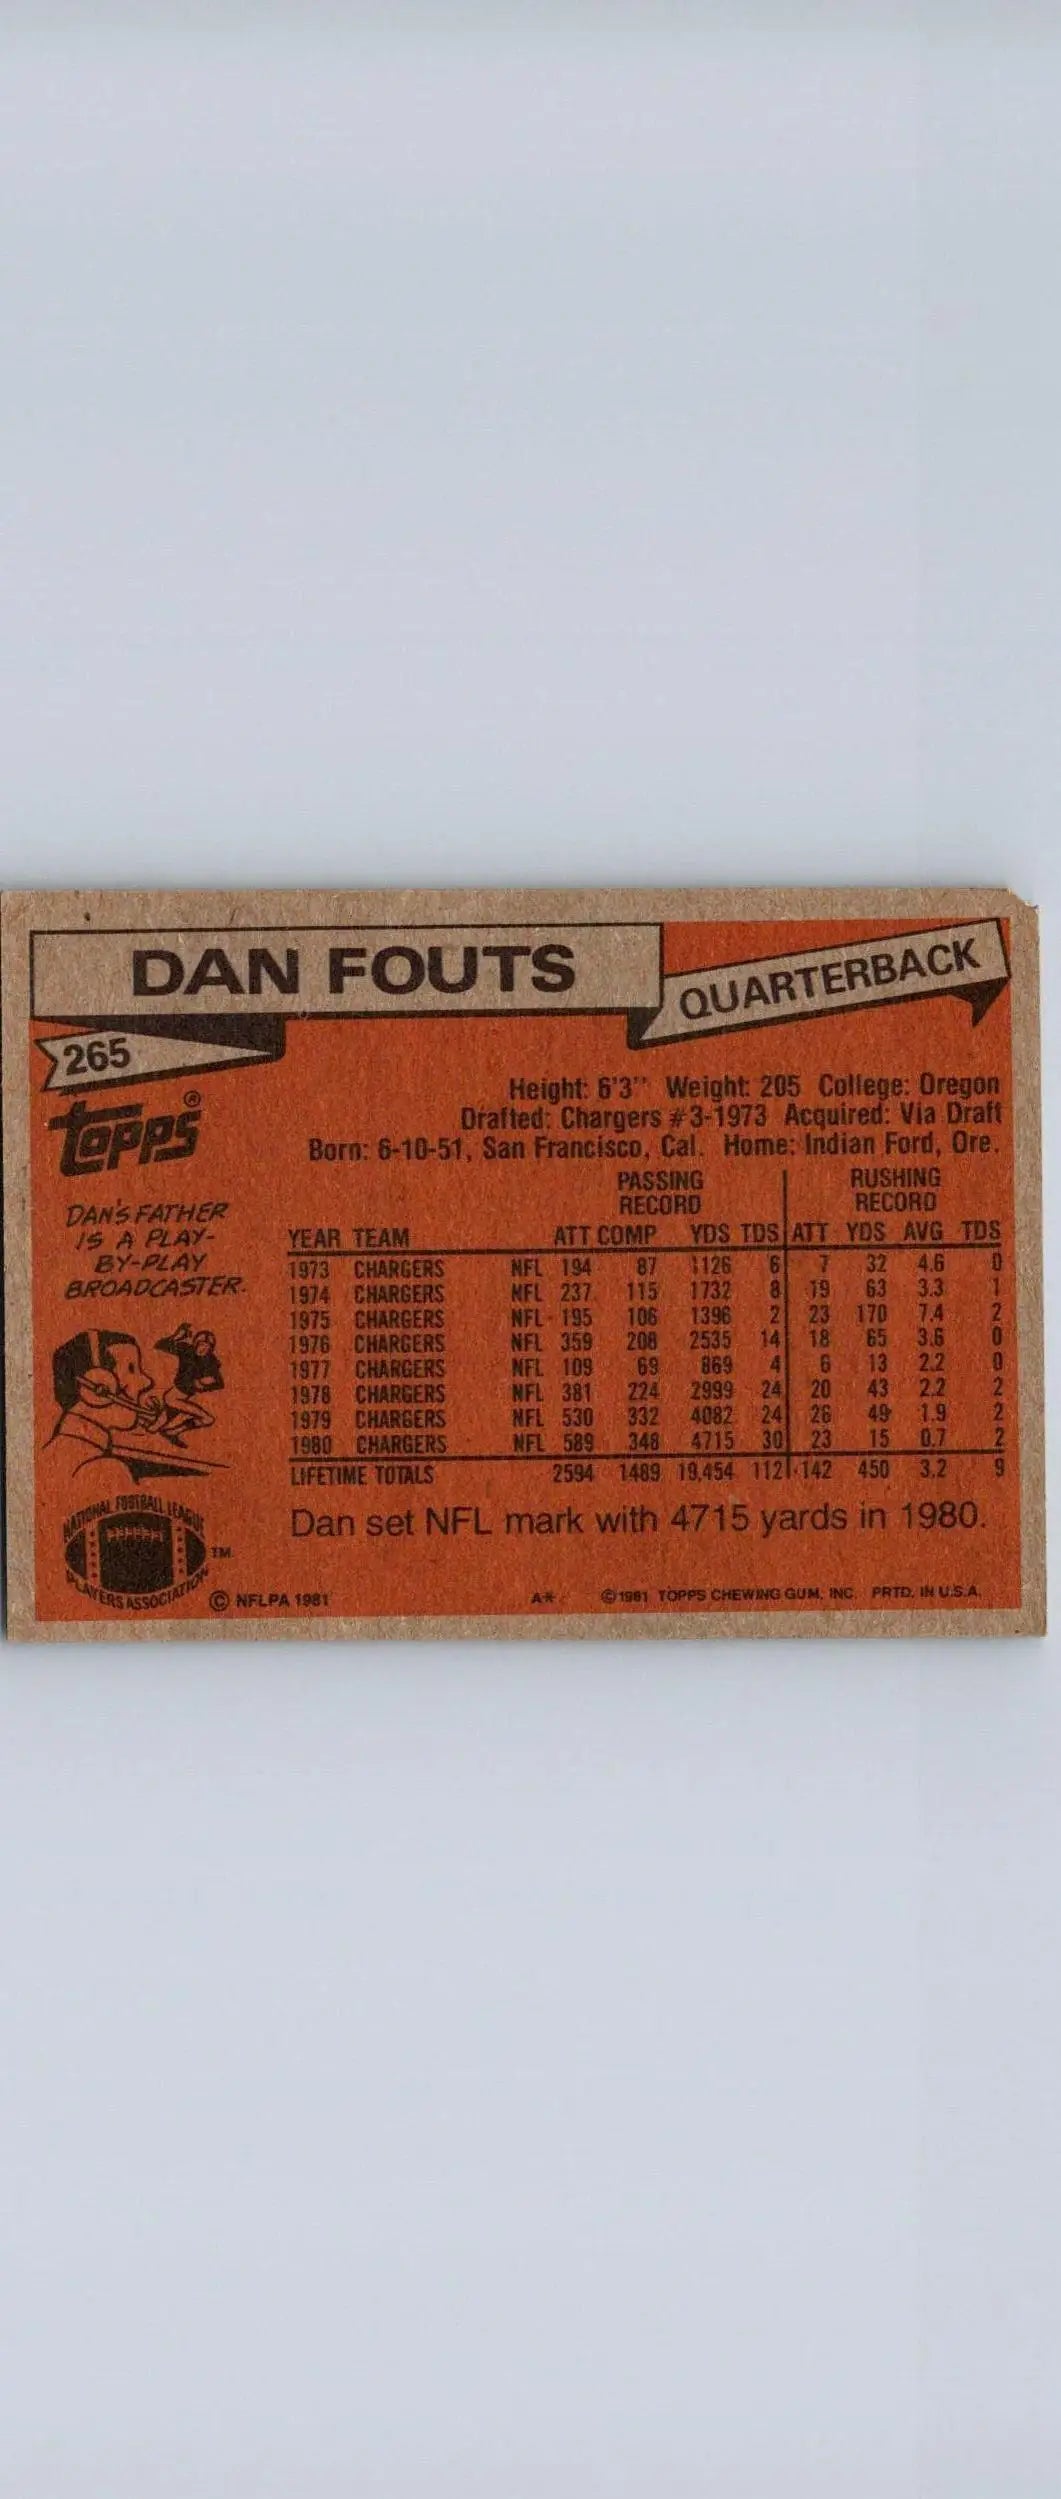 DAN FOUTS
QUARTERBACK
265
topps®
Height: 6'3" Weight: 205 College: Oregon
Drafted: Chargers #3-1973 Acquired: Via Draft
Born: 6-10-51, San Francisco, Cal. Home: Indian Ford, Ore.
DAN'S FATHER
IS A PLAY-
BY-PLAY
BROADCASTER.
PASSING RUSHING
RECORD RECORD
YEAR TEAM ATT COMP YDS TDS ATT YDS AVG TDS
1973 CHARGERS NFL 194 87 1126 6 7 32 4.6 0
1974 CHARGERS NFL 237 115 1732 8 19 63 3.3 1
1975 CHARGERS NFL 195 106 1396 2 23 170 7.4 2
1976 CHARGERS NFL 359 208 2535 14 18 65 3.6 0
1977 CHARGERS NFL 109 69 869 4 6 13 2.2 0
1978 CHARGERS NFL 381 224 2999 24 20 43 2.2 2
1979 CHARGERS NFL 530 332 4082 24 26 49 1.9 2
1980 CHARGERS NFL 589 348 4715 30 23 15 0.7 2
LIFETIME TOTALS 2594 1489 19,454 112 142 450 3.2 9
Dan set NFL mark with 4715 yards in 1980.
NATIONAL FOOTBALL LEAGUE
PLAYERS ASSOCIATION
TM
© NFLPA 1981
A* ©1981 TOPPS CHEWING GUM, INC. PRTD. IN U.S.A.